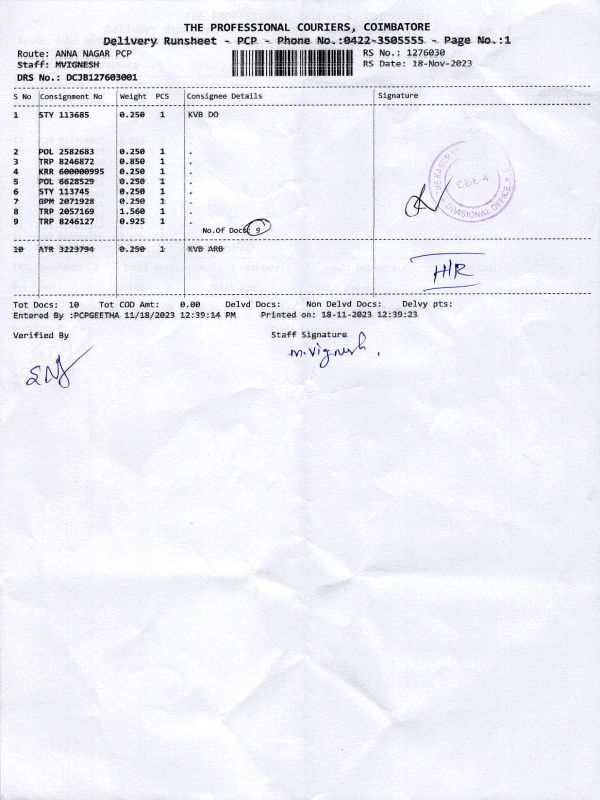 THE PROFESSIONAL COURIERS, COIMBATORE
Delivery Runsheet - PCP - Phone No.:0422-3505555 - Page No.:1
Route: ANNA NAGAR PCP RS No.: 1276030
Staff: MVIGNESH RS Date: 18-Nov-2023
DRS No.: DCJB127603001
S No Consignment No Weight PCS Consignee Details Signature
1 STY 113685 0.250 1 KVB DO
2 POL 2582683 0.250 1 .
3 TRP 8246872 0.850 1 .
4 KRR 600000995 0.250 1 .
5 POL 6628529 0.250 1 .
6 STY 113745 0.250 1 .
7 GPM 2071928 0.250 1 .
8 TRP 2057169 1.560 1 .
9 TRP 8246127 0.925 1 .
CBE-4
DIVISIONAL OFFICE
No.Of Docs: 9
10 ATR 3223794 0.250 1 KVB ARB
H/R
Tot Docs: 10 Tot COD Amt: 0.00 Delvd Docs: Non Delvd Docs: Delvy pts:
Entered By :PCPGEETHA 11/18/2023 12:39:14 PM Printed on: 18-11-2023 12:39:23
Verified By Staff Signature
m.vignesh.